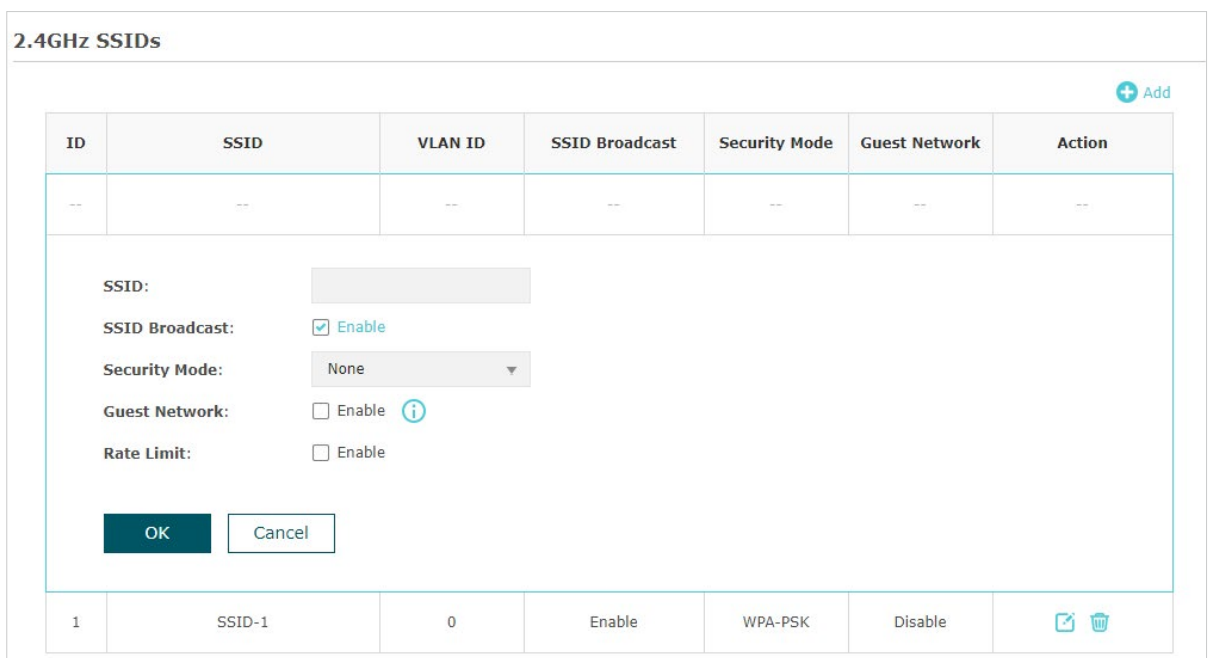 2.4GHz SSIDs
Add
ID SSID VLAN ID SSID Broadcast Security Mode Guest Network Action
-- -- -- -- -- -- --
SSID:
SSID Broadcast: Enable
Security Mode: None
Guest Network: Enable
Rate Limit: Enable
OK Cancel
1 SSID-1 0 Enable WPA-PSK Disable